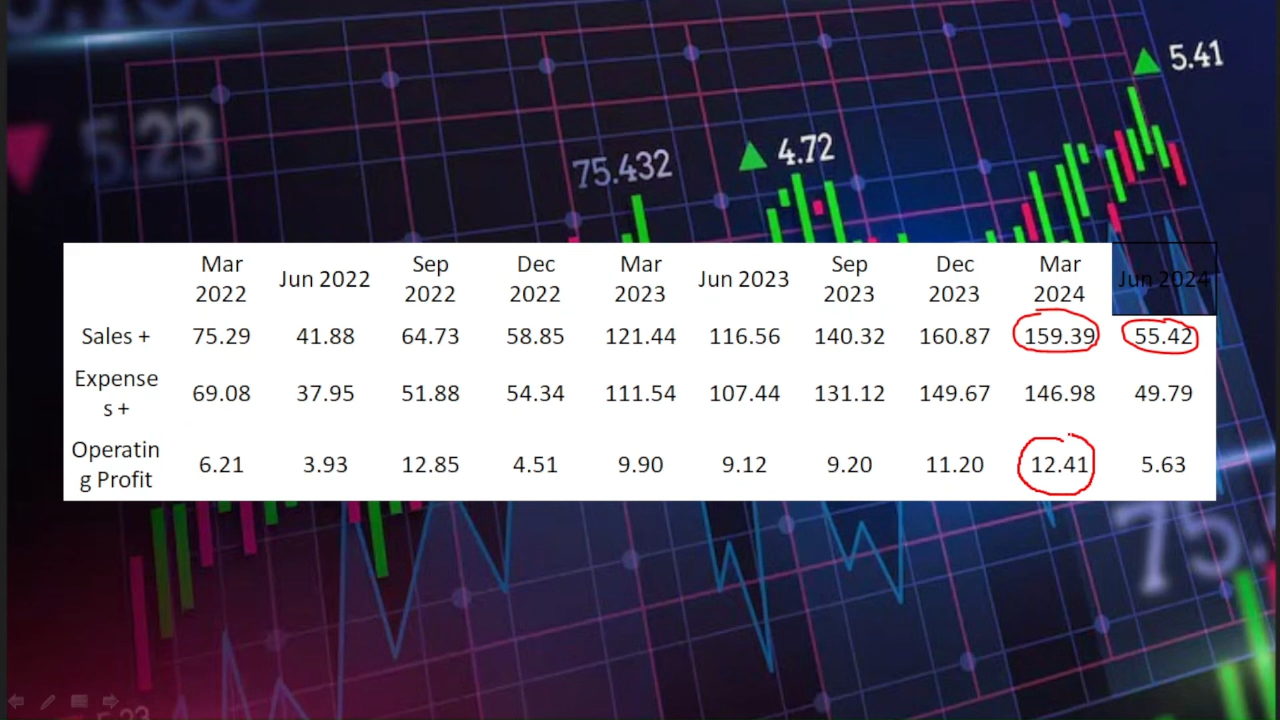 5.23
75.432
4.72
5.41
Mar 2022 Jun 2022 Sep 2022 Dec 2022 Mar 2023 Jun 2023 Sep 2023 Dec 2023 Mar 2024 Jun 2024
Sales + 75.29 41.88 64.73 58.85 121.44 116.56 140.32 160.87 159.39 55.42
Expense
s + 69.08 37.95 51.88 54.34 111.54 107.44 131.12 149.67 146.98 49.79
Operatin
g Profit 6.21 3.93 12.85 4.51 9.90 9.12 9.20 11.20 12.41 5.63
75.
5.23